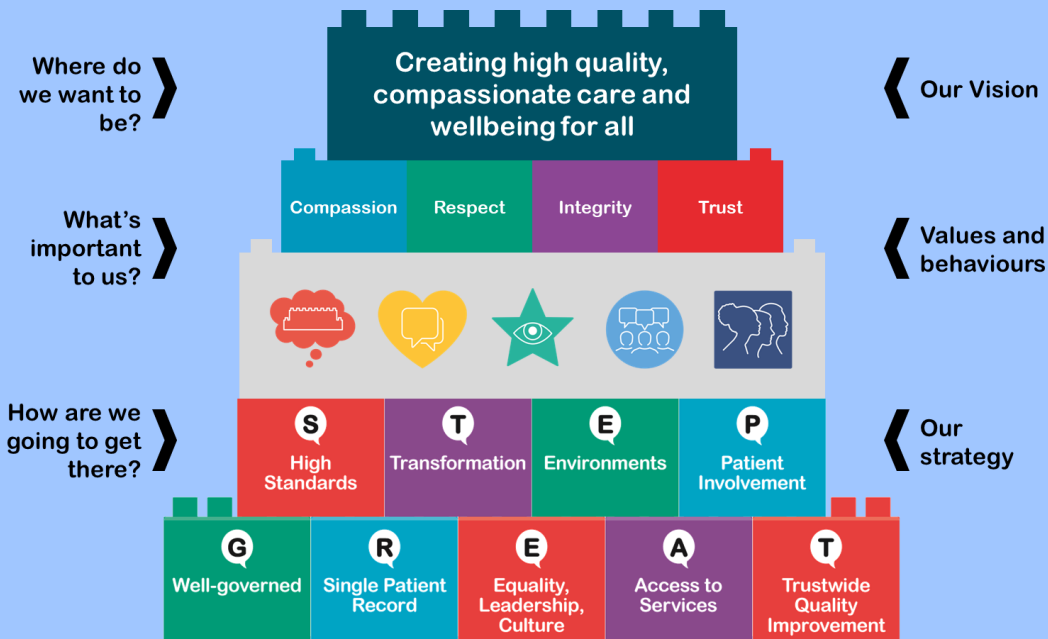 Where do
we want to
be?
Creating high quality,
compassionate care and
wellbeing for all
Our Vision
Compassion
Respect
Integrity
Trust
What's
important
to us?
Values and
behaviours
How are we
going to get
there?
S
High
Standards
T
Transformation
E
Environments
P
Patient
Involvement
Our
strategy
G
Well-governed
R
Single Patient
Record
E
Equality,
Leadership,
Culture
A
Access to
Services
T
Trustwide
Quality
Improvement